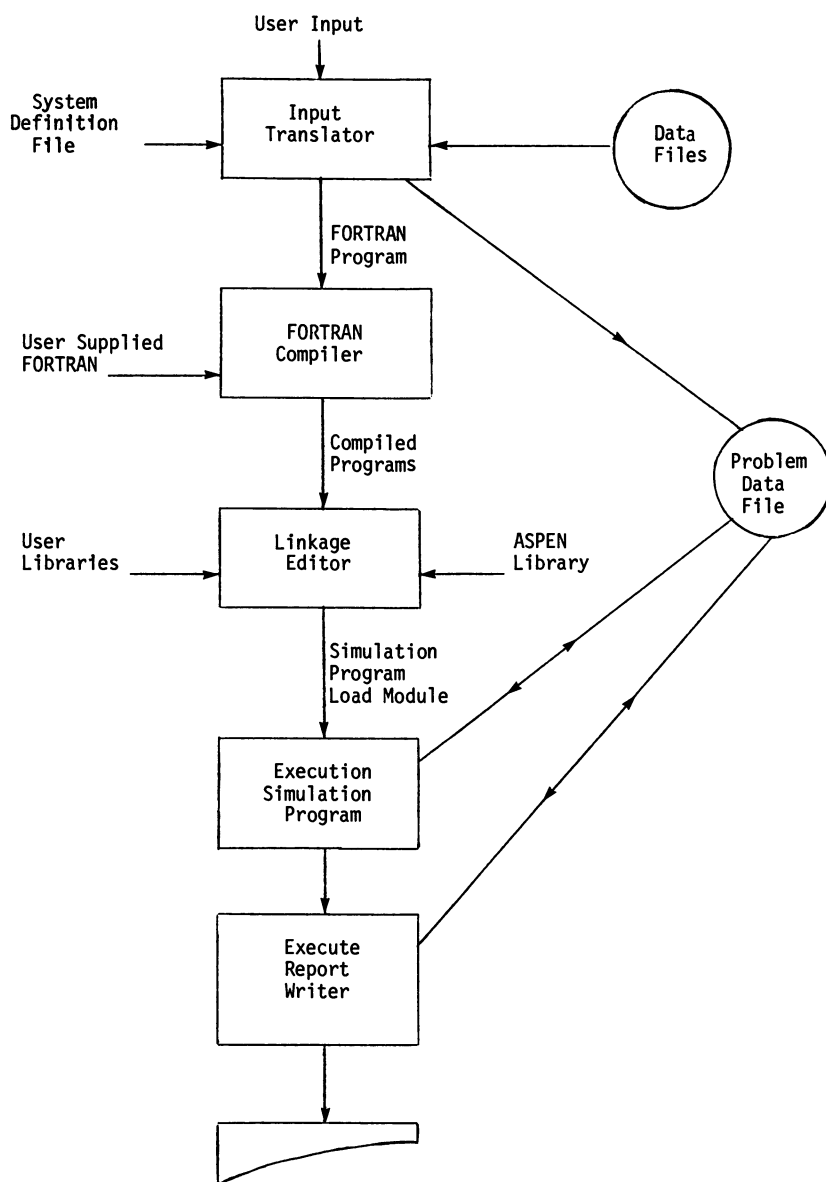 User Input
System
Definition
File
Input
Translator
Data
Files
FORTRAN
Program
User Supplied
FORTRAN
FORTRAN
Compiler
Compiled
Programs
Problem
Data
File
User
Libraries
Linkage
Editor
ASPEN
Library
Simulation
Program
Load Module
Execution
Simulation
Program
Execute
Report
Writer